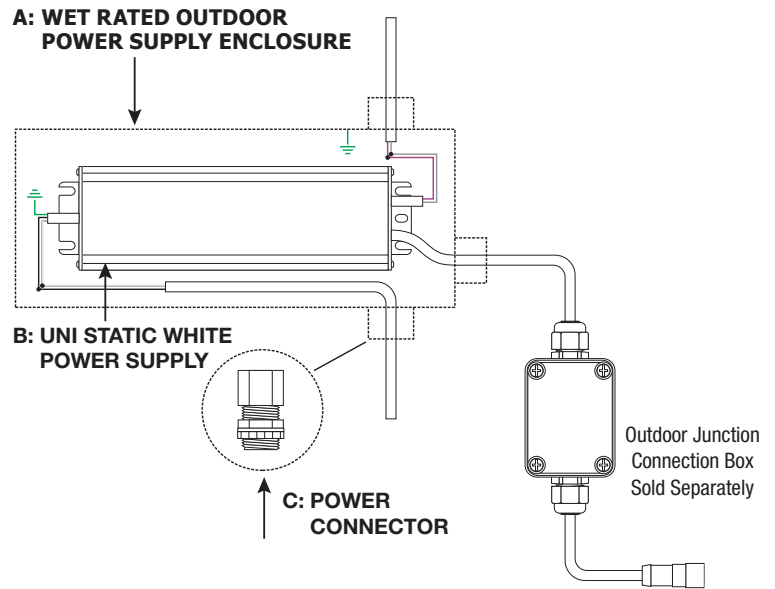 A: WET RATED OUTDOOR
POWER SUPPLY ENCLOSURE
B: UNI STATIC WHITE
POWER SUPPLY
C: POWER
CONNECTOR
Outdoor Junction
Connection Box
Sold Separately